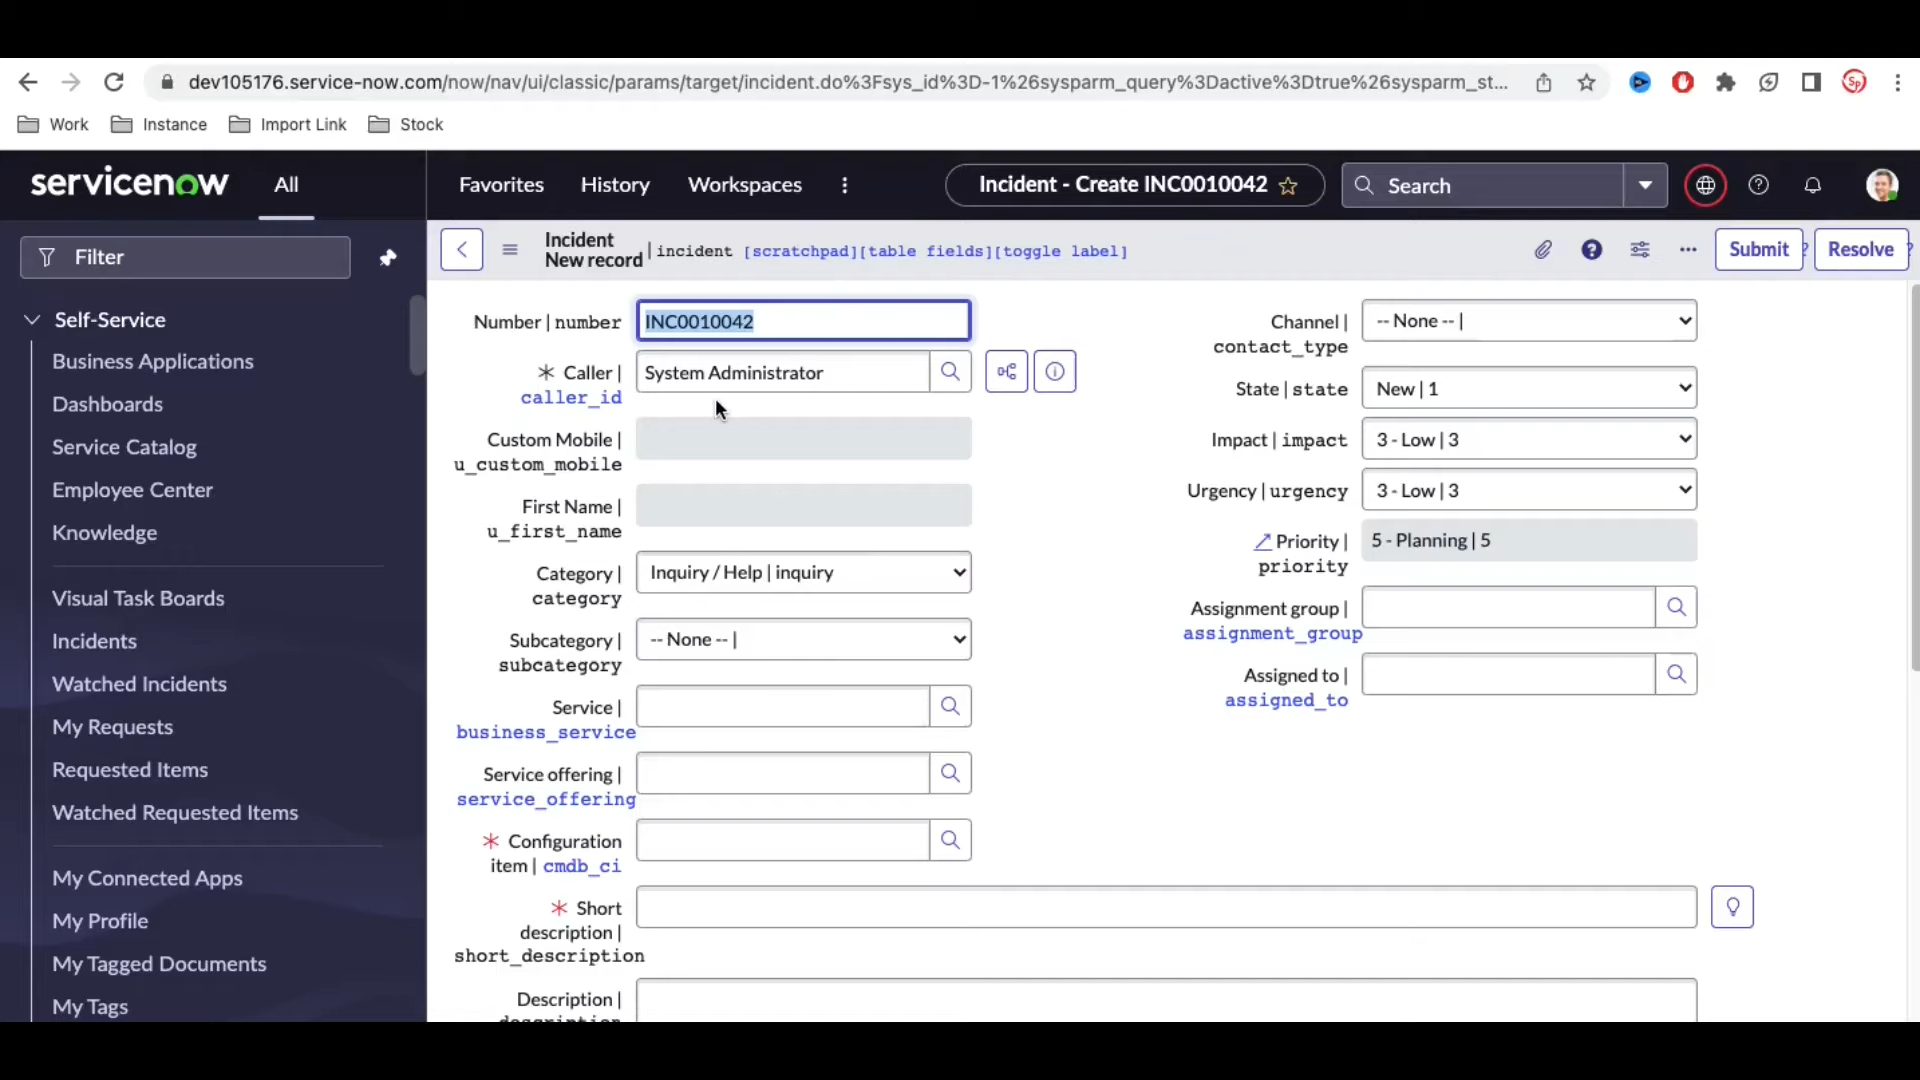 dev105176.service-now.com/now/nav/ui/classic/params/target/incident.do%3Fsys_id%3D-1%26sysparm_query%3Dactive%3Dtrue%26sysparm_st...
Sp
Work Instance Import Link Stock
servicenow All Favorites History Workspaces Incident - Create INC0010042 Search
Filter
Incident
New record | incident [scratchpad][table fields][toggle label]
Submit ? Resolve ?
Self-Service
Business Applications
Dashboards
Service Catalog
Employee Center
Knowledge
Visual Task Boards
Incidents
Watched Incidents
My Requests
Requested Items
Watched Requested Items
My Connected Apps
My Profile
My Tagged Documents
My Tags
Number | number INC0010042
* Caller |
caller_id
System Administrator
Custom Mobile |
u_custom_mobile
First Name |
u_first_name
Category |
category
Inquiry / Help | inquiry
Subcategory |
subcategory
-- None -- |
Service |
business_service
Service offering |
service_offering
* Configuration
item | cmdb_ci
* Short
description |
short_description
Description |
description
Channel |
contact_type
-- None -- |
State | state New | 1
Impact | impact 3 - Low | 3
Urgency | urgency 3 - Low | 3
Priority |
priority
5 - Planning | 5
Assignment group |
assignment_group
Assigned to |
assigned_to